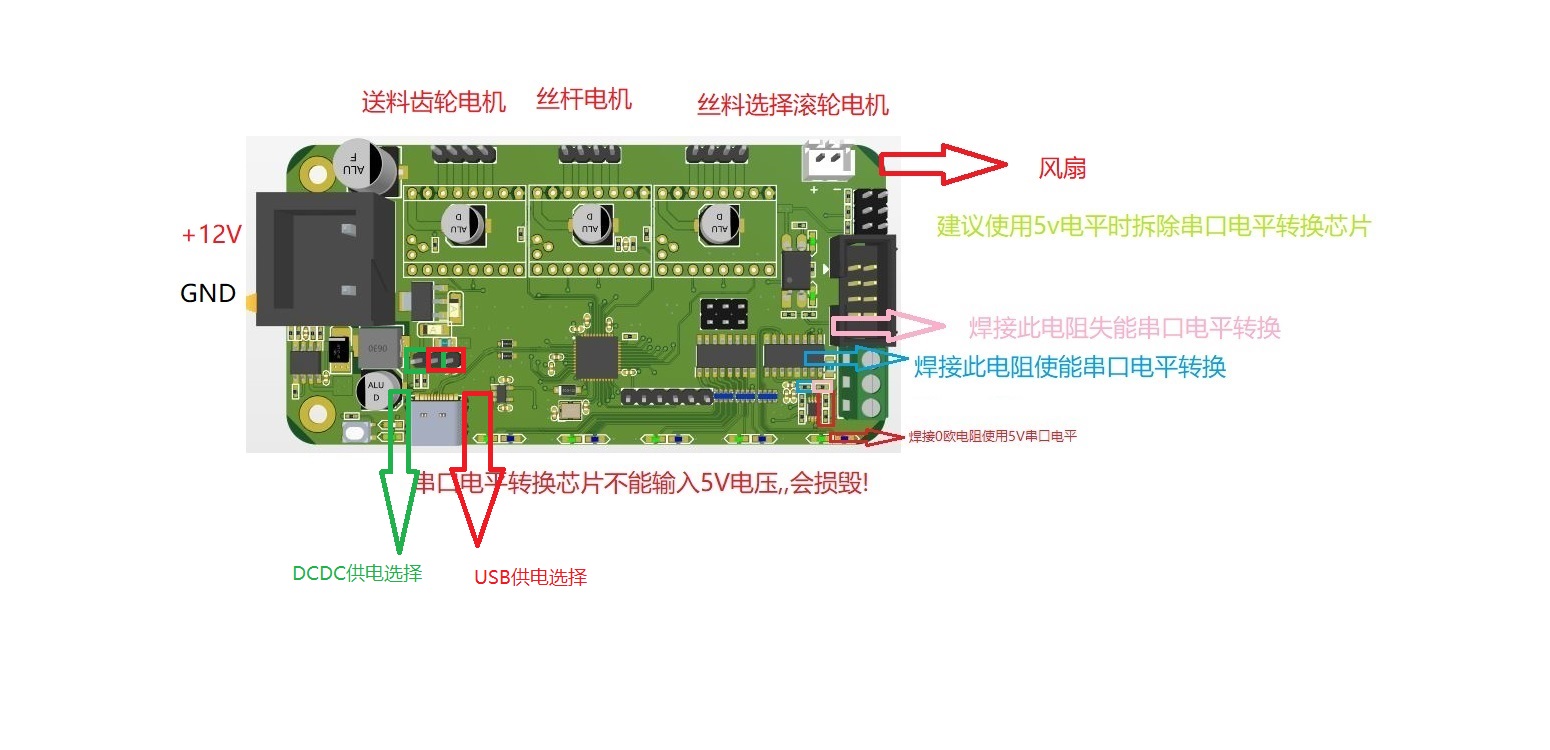 送料齿轮电机
丝杆电机
丝料选择滚轮电机
风扇
+12V
建议使用5v电平时拆除串口电平转换芯片
GND
焊接此电阻失能串口电平转换
焊接此电阻使能串口电平转换
焊接0欧电阻使用5V串口电平
串口电平转换芯片不能输入5V电压,,会损毁!
DCDC供电选择
USB供电选择
ALU
F
ALU
D
ALU
D
ALU
D
+ −
0630
ALU
D